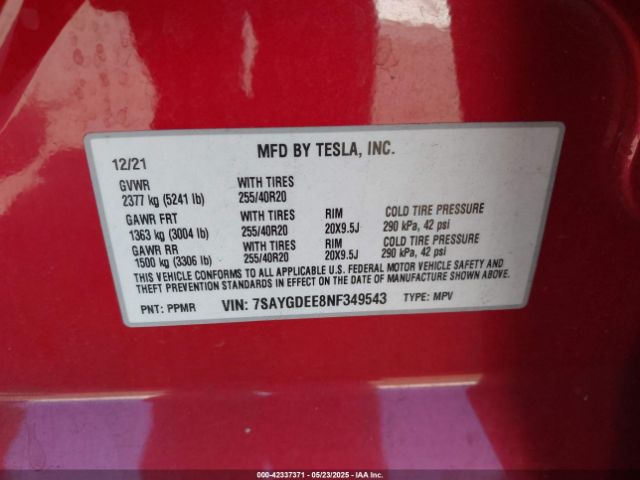 12/21 MFD BY TESLA, INC.
GVWR WITH TIRES
2377 kg (5241 lb) 255/40R20
GAWR FRT WITH TIRES RIM COLD TIRE PRESSURE
1363 kg (3004 lb) 255/40R20 20X9.5J 290 kPa, 42 psi
GAWR RR WITH TIRES RIM COLD TIRE PRESSURE
1500 kg (3306 lb) 255/40R20 20X9.5J 290 kPa, 42 psi
THIS VEHICLE CONFORMS TO ALL APPLICABLE U.S. FEDERAL MOTOR VEHICLE SAFETY AND
THEFT PREVENTION STANDARDS IN EFFECT ON THE DATE OF MANUFACTURE SHOWN ABOVE.
PNT: PPMR VIN: 7SAYGDEE8NF349543 TYPE: MPV
000-42337371 - 05/23/2025 - IAA Inc.